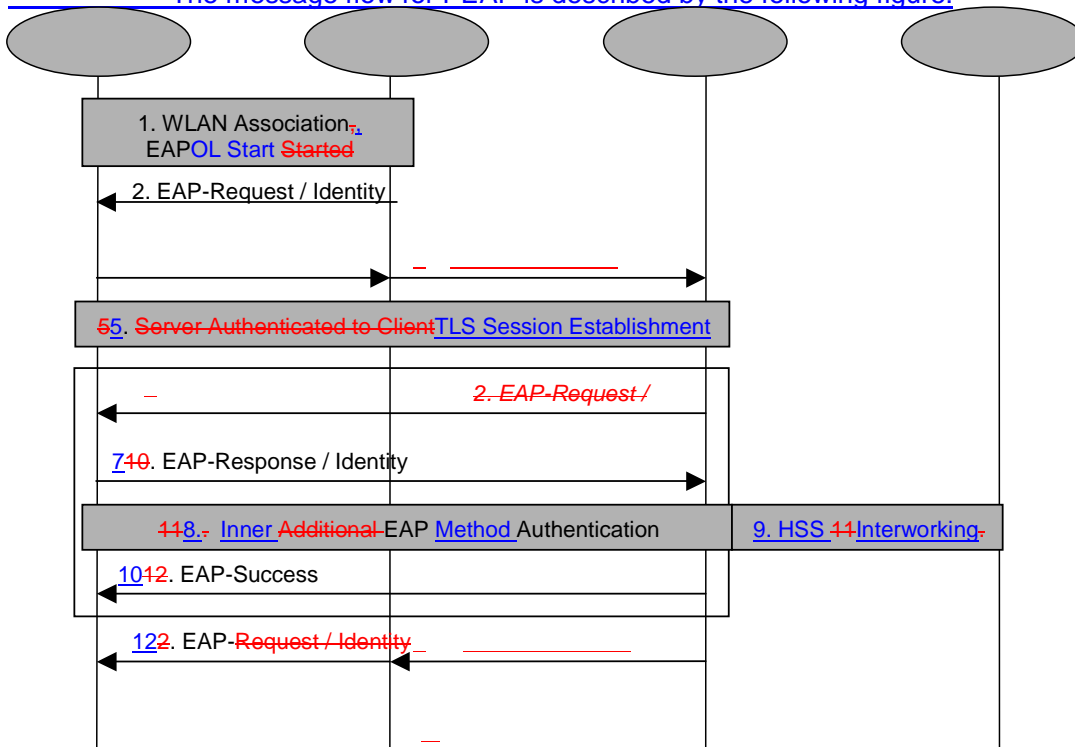 The message flow for PEAP is described by the following figure.
1. WLAN Association,,
EAPOL Start Started
2. EAP-Request / Identity
55. Server Authenticated to ClientTLS Session Establishment
2. EAP-Request /
710. EAP-Response / Identity
118.. Inner Additional EAP Method Authentication
9. HSS 11Interworking.
1012. EAP-Success
122. EAP-Request / Identity